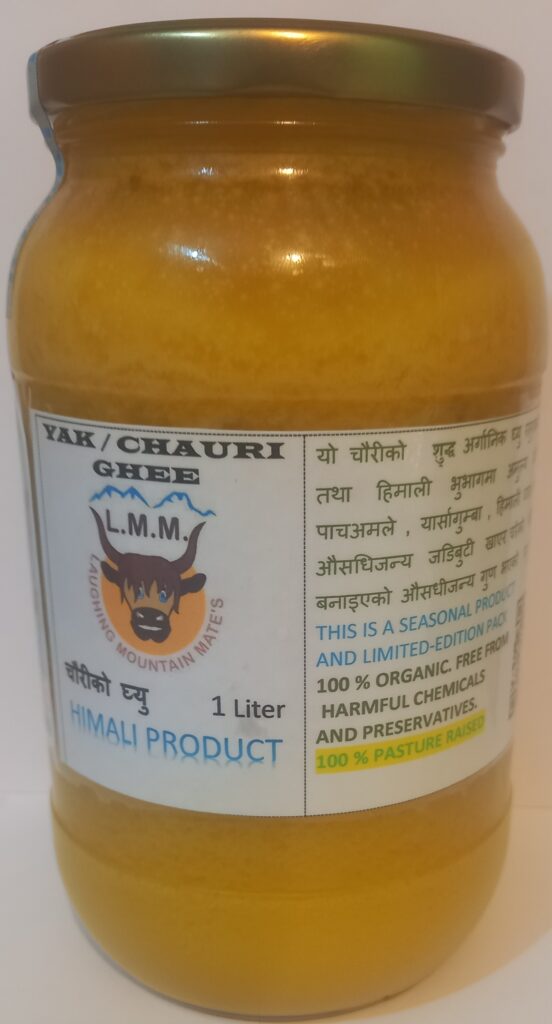 YAK / CHAURI
GHEE
L.M.M.
LAUGHING MOUNTAIN MATE'S
चौरीको घ्यु
1 Liter
HIMALI PRODUCT
यो चौरीको शुद्ध अर्गानिक घ्यु
तथा हिमाली भुभागमा
पाचअमले , यार्सागुम्बा , हिमाली
औसधिजन्य जडिबुटी खाएर
बनाइएको औसधीजन्य गुण भएको
THIS IS A SEASONAL PRODUCT
AND LIMITED-EDITION PACK
100 % ORGANIC. FREE FROM
HARMFUL CHEMICALS
AND PRESERVATIVES.
100 % PASTURE RAISED